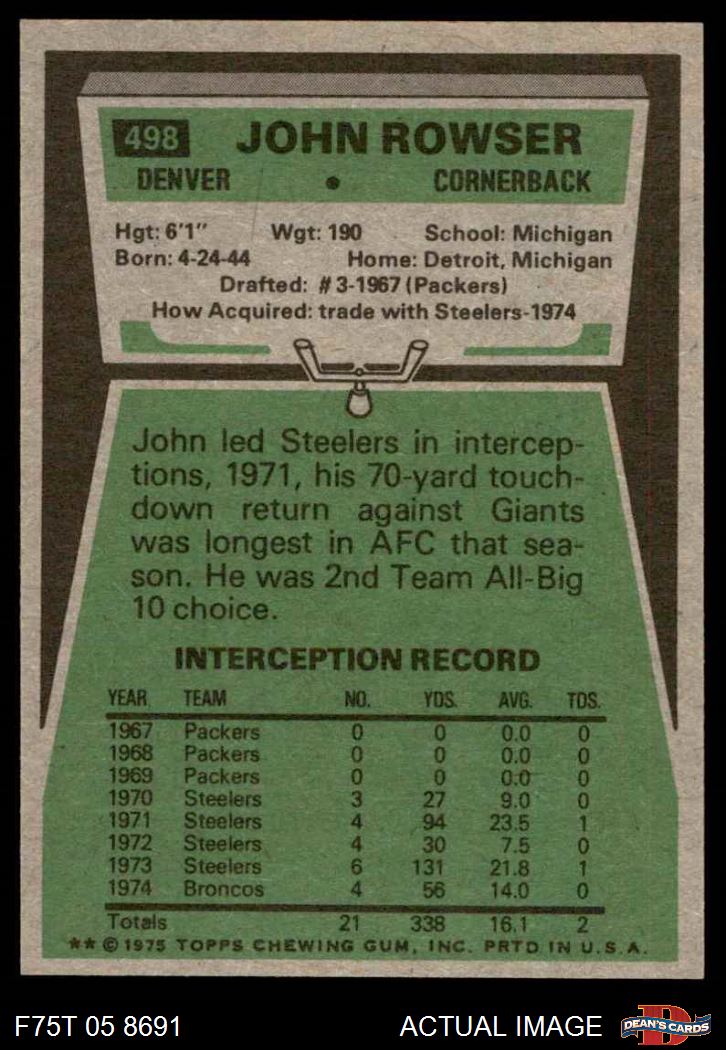 498 JOHN ROWSER
DENVER • CORNERBACK
Hgt: 6'1" Wgt: 190 School: Michigan
Born: 4-24-44 Home: Detroit, Michigan
Drafted: #3-1967 (Packers)
How Acquired: trade with Steelers-1974
John led Steelers in intercep-
tions, 1971, his 70-yard touch-
down return against Giants
was longest in AFC that sea-
son. He was 2nd Team All-Big
10 choice.
INTERCEPTION RECORD
YEAR TEAM NO. YDS. AVG. TDS.
1967 Packers 0 0 0.0 0
1968 Packers 0 0 0.0 0
1969 Packers 0 0 0.0 0
1970 Steelers 3 27 9.0 0
1971 Steelers 4 94 23.5 1
1972 Steelers 4 30 7.5 0
1973 Steelers 6 131 21.8 1
1974 Broncos 4 56 14.0 0
Totals 21 338 16.1 2
** © 1975 TOPPS CHEWING GUM, INC. PRTD IN U.S.A.
F75T 05 8691 ACTUAL IMAGE D DEAN'S CARDS